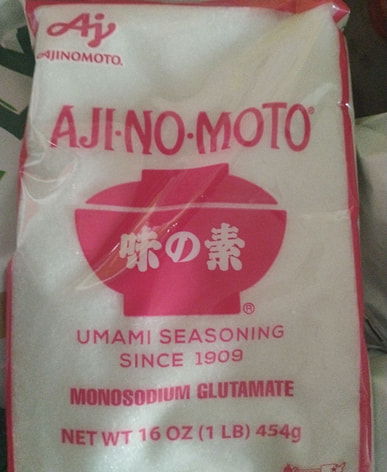 Aj
AJINOMOTO.
AJI-NO-MOTO®
味の素
®
UMAMI SEASONING
SINCE 1909
MONOSODIUM GLUTAMATE
NET WT 16 OZ (1 LB) 454g